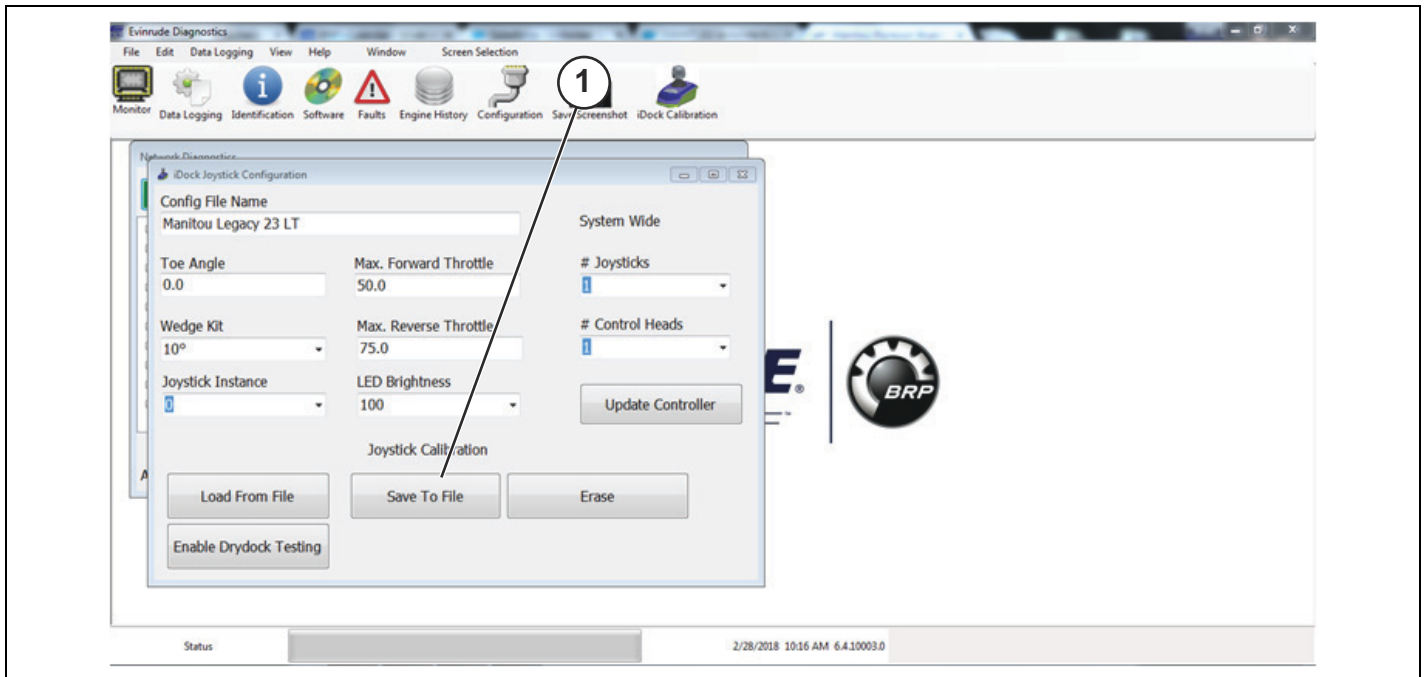 Evinrude Diagnostics
File Edit Data Logging View Help Window Screen Selection
1
Monitor Data Logging Identification Software Faults Engine History Configuration Save Screenshot iDock Calibration
Network Diagnostics
iDock Joystick Configuration
Config File Name
Manitou Legacy 23 LT
System Wide
Toe Angle Max. Forward Throttle # Joysticks
0.0 50.0 1
Wedge Kit Max. Reverse Throttle # Control Heads
10° 75.0 1
Joystick Instance LED Brightness
0 100 Update Controller
E®
BRP
Joystick Calibration
A
Load From File Save To File Erase
Enable Drydock Testing
Status 2/28/2018 10:16 AM 6.4.10003.0